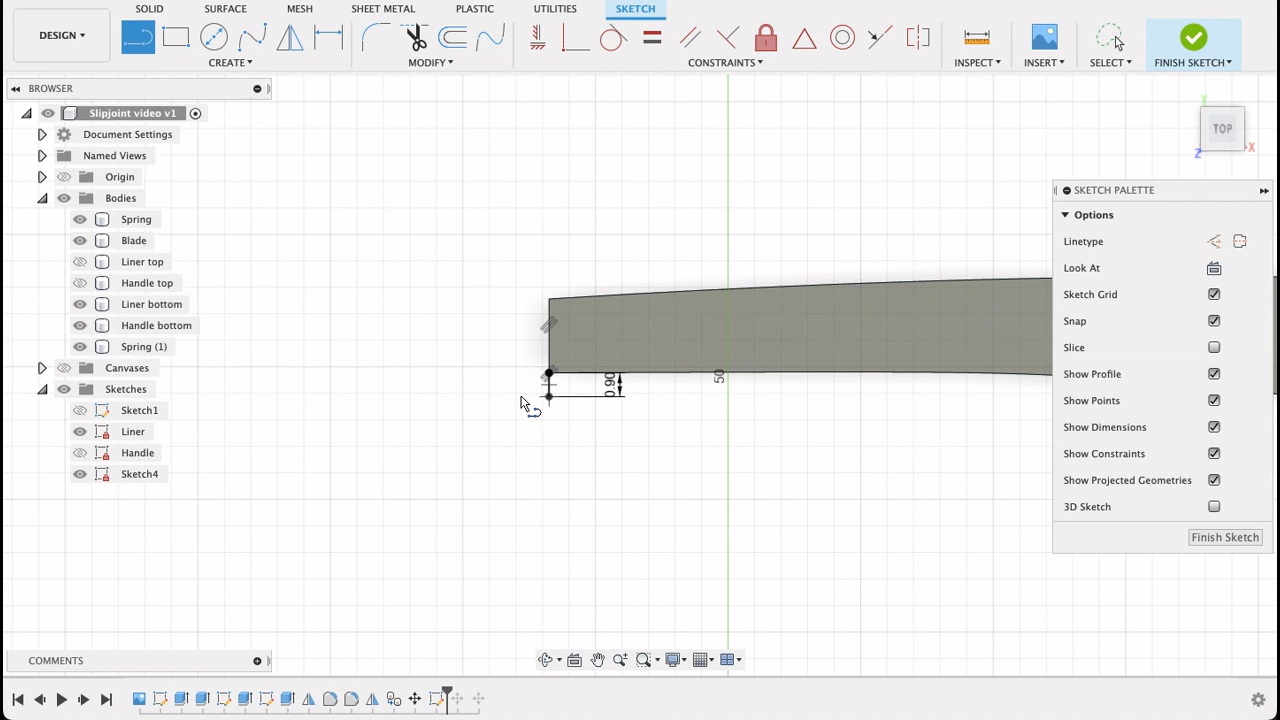 SOLID SURFACE MESH SHEET METAL PLASTIC UTILITIES SKETCH
DESIGN
CREATE MODIFY CONSTRAINTS INSPECT INSERT SELECT FINISH SKETCH
BROWSER
Slipjoint video v1
Document Settings
Named Views
Origin
Bodies
Spring
Blade
Liner top
Handle top
Liner bottom
Handle bottom
Spring (1)
Canvases
Sketches
Sketch1
Liner
Handle
Sketch4
0.90
50
Y
TOP
X
Z
SKETCH PALETTE
Options
Linetype
Look At
Sketch Grid
Snap
Slice
Show Profile
Show Points
Show Dimensions
Show Constraints
Show Projected Geometries
3D Sketch
Finish Sketch
COMMENTS